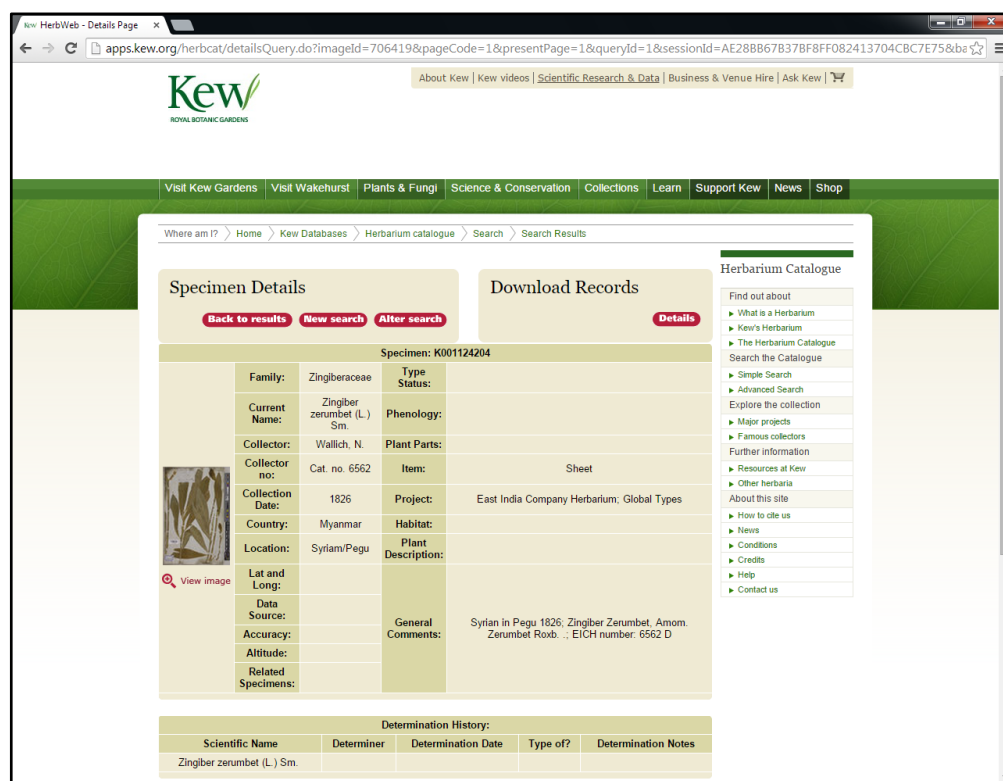 HerbWeb - Details Page
apps.kew.org/herbcat/detailsQuery.do?imageId=706419&pageCode=1&presentPage=1&queryId=1&sessionId=AE28BB67B37BF8FF082413704CBC7E75&ba
About Kew | Kew videos | Scientific Research & Data | Business & Venue Hire | Ask Kew |
Kew
ROYAL BOTANIC GARDENS
Visit Kew Gardens Visit Wakehurst Plants & Fungi Science & Conservation Collections Learn Support Kew News Shop
Where am I? Home Kew Databases Herbarium catalogue Search Search Results
Specimen Details
Back to results New search Alter search
Download Records
Details
Specimen: K001124204
Family: Zingiberaceae Type Status:
Current Name: Zingiber zerumbet (L.) Sm. Phenology:
Collector: Wallich, N. Plant Parts:
Collector no: Cat. no. 6562 Item: Sheet
Collection Date: 1826 Project: East India Company Herbarium; Global Types
Country: Myanmar Habitat:
Location: Syriam/Pegu Plant Description:
View image
Lat and Long:
Data Source:
Accuracy:
Altitude:
Related Specimens:
General Comments: Syrian in Pegu 1826; Zingiber Zerumbet, Amom. Zerumbet Roxb. .; EICH number: 6562 D
Determination History:
Scientific Name Determiner Determination Date Type of? Determination Notes
Zingiber zerumbet (L.) Sm.
Herbarium Catalogue
Find out about
What is a Herbarium
Kew's Herbarium
The Herbarium Catalogue
Search the Catalogue
Simple Search
Advanced Search
Explore the collection
Major projects
Famous collectors
Further information
Resources at Kew
Other herbaria
About this site
How to cite us
News
Conditions
Credits
Help
Contact us